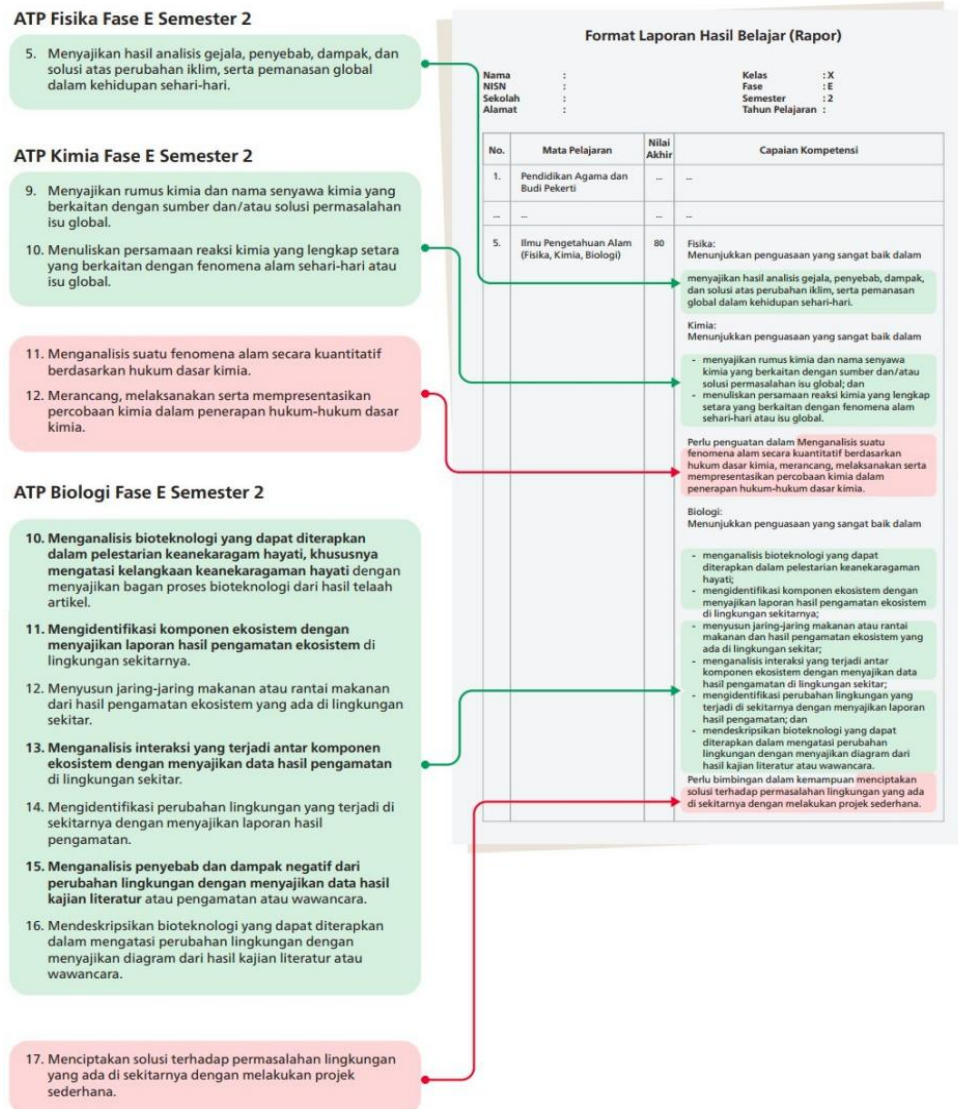 ATP Fisika Fase E Semester 2
5. Menyajikan hasil analisis gejala, penyebab, dampak, dan
solusi atas perubahan iklim, serta pemanasan global
dalam kehidupan sehari-hari.
ATP Kimia Fase E Semester 2
9. Menyajikan rumus kimia dan nama senyawa kimia yang
berkaitan dengan sumber dan/atau solusi permasalahan
isu global.
10. Menuliskan persamaan reaksi kimia yang lengkap setara
yang berkaitan dengan fenomena alam sehari-hari atau
isu global.
11. Menganalisis suatu fenomena alam secara kuantitatif
berdasarkan hukum dasar kimia.
12. Merancang, melaksanakan serta mempresentasikan
percobaan kimia dalam penerapan hukum-hukum dasar
kimia.
ATP Biologi Fase E Semester 2
10. Menganalisis bioteknologi yang dapat diterapkan
dalam pelestarian keanekaragam hayati, khususnya
mengatasi kelangkaan keanekaragaman hayati dengan
menyajikan bagan proses bioteknologi dari hasil telaah
artikel.
11. Mengidentifikasi komponen ekosistem dengan
menyajikan laporan hasil pengamatan ekosistem di
lingkungan sekitarnya.
12. Menyusun jaring-jaring makanan atau rantai makanan
dari hasil pengamatan ekosistem yang ada di lingkungan
sekitar.
13. Menganalisis interaksi yang terjadi antar komponen
ekosistem dengan menyajikan data hasil pengamatan
di lingkungan sekitar.
14. Mengidentifikasi perubahan lingkungan yang terjadi di
sekitarnya dengan menyajikan laporan hasil
pengamatan.
15. Menganalisis penyebab dan dampak negatif dari
perubahan lingkungan dengan menyajikan data hasil
kajian literatur atau pengamatan atau wawancara.
16. Mendeskripsikan bioteknologi yang dapat diterapkan
dalam mengatasi perubahan lingkungan dengan
menyajikan diagram dari hasil kajian literatur atau
wawancara.
17. Menciptakan solusi terhadap permasalahan lingkungan
yang ada di sekitarnya dengan melakukan projek
sederhana.
Format Laporan Hasil Belajar (Rapor)
Nama : Kelas : X
NISN : Fase : E
Sekolah : Semester : 2
Alamat : Tahun Pelajaran :
No. Mata Pelajaran Nilai Akhir Capaian Kompetensi
1. Pendidikan Agama dan ... ...
Budi Pekerti
... ... ... ...
5. Ilmu Pengetahuan Alam 80 Fisika:
(Fisika, Kimia, Biologi) Menunjukkan penguasaan yang sangat baik dalam
menyajikan hasil analisis gejala, penyebab, dampak,
dan solusi atas perubahan iklim, serta pemanasan
global dalam kehidupan sehari-hari.
Kimia:
Menunjukkan penguasaan yang sangat baik dalam
- menyajikan rumus kimia dan nama senyawa
kimia yang berkaitan dengan sumber dan/atau
solusi permasalahan isu global; dan
- menuliskan persamaan reaksi kimia yang lengkap
setara yang berkaitan dengan fenomena alam
sehari-hari atau isu global.
Perlu penguatan dalam Menganalisis suatu
fenomena alam secara kuantitatif berdasarkan
hukum dasar kimia, merancang, melaksanakan serta
mempresentasikan percobaan kimia dalam
penerapan hukum-hukum dasar kimia.
Biologi:
Menunjukkan penguasaan yang sangat baik dalam
- menganalisis bioteknologi yang dapat
diterapkan dalam pelestarian keanekaragaman
hayati;
- mengidentifikasi komponen ekosistem dengan
menyajikan laporan hasil pengamatan ekosistem
di lingkungan sekitarnya;
- menyusun jaring-jaring makanan atau rantai
makanan dan hasil pengamatan ekosistem yang
ada di lingkungan sekitar;
- menganalisis interaksi yang terjadi antar
komponen ekosistem dengan menyajikan data
hasil pengamatan di lingkungan sekitar;
- mengidentifikasi perubahan lingkungan yang
terjadi di sekitarnya dengan menyajikan laporan
hasil pengamatan; dan
- mendeskripsikan bioteknologi yang dapat
diterapkan dalam mengatasi perubahan
lingkungan dengan menyajikan diagram dari
hasil kajian literatur atau wawancara.
Perlu bimbingan dalam kemampuan menciptakan
solusi terhadap permasalahan lingkungan yang ada
di sekitarnya dengan melakukan projek sederhana.